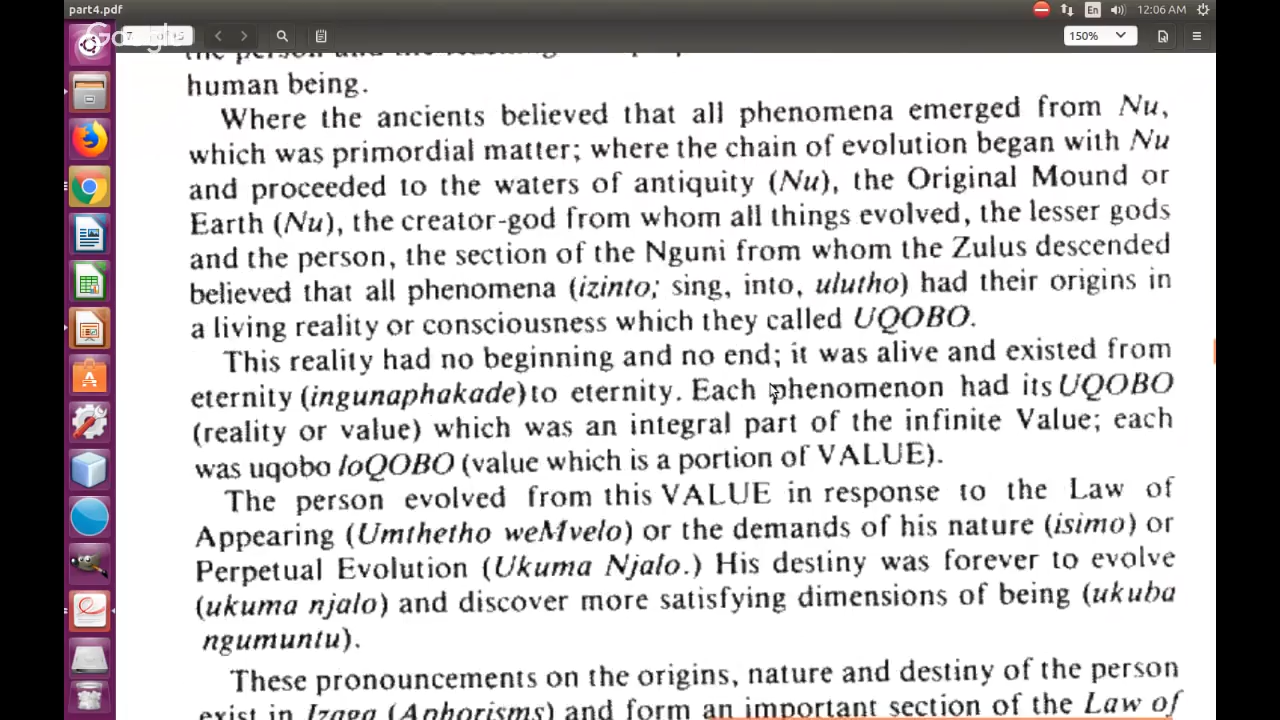 part4.pdf
En
12:06 AM
Google
7
150%
human being.
Where the ancients believed that all phenomena emerged from Nu,
which was primordial matter; where the chain of evolution began with Nu
and proceeded to the waters of antiquity (Nu), the Original Mound or
Earth (Nu), the creator-god from whom all things evolved, the lesser gods
and the person, the section of the Nguni from whom the Zulus descended
believed that all phenomena (izinto; sing, into, ulutho) had their origins in
a living reality or consciousness which they called UQOBO.
This reality had no beginning and no end; it was alive and existed from
eternity (ingunaphakade) to eternity. Each phenomenon had its UQOBO
(reality or value) which was an integral part of the infinite Value; each
was uqobo loQOBO (value which is a portion of VALUE).
The person evolved from this VALUE in response to the Law of
Appearing (Umthetho weMvelo) or the demands of his nature (isimo) or
Perpetual Evolution (Ukuma Njalo.) His destiny was forever to evolve
(ukuma njalo) and discover more satisfying dimensions of being (ukuba
ngumuntu).
These pronouncements on the origins, nature and destiny of the person
exist in Izaga (Aphorisms) and form an important section of the Law of